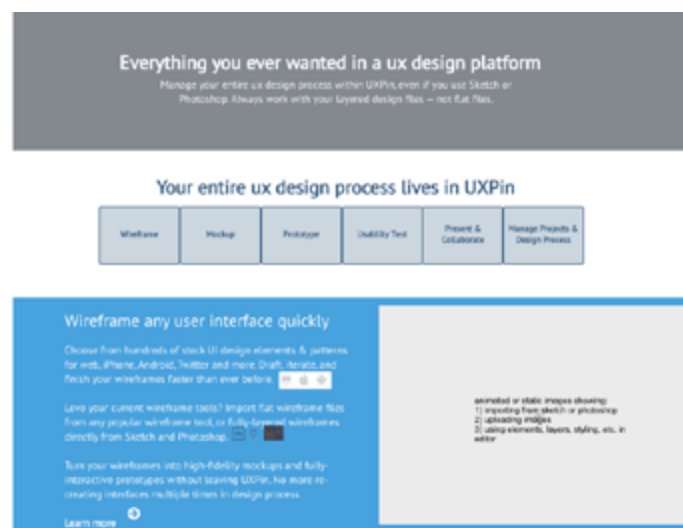 Everything you ever wanted in a ux design platform
Manage your entire ux design process within UXPin, even if you use Sketch or
Photoshop. Always work with your layered design files — not flat files.
Your entire ux design process lives in UXPin
Wireframe
Mockup
Prototype
Usability Test
Present &
Collaborate
Manage Projects &
Design Process
Wireframe any user interface quickly
Choose from hundreds of stock UI design elements & patterns
for web, iPhone, Android, Twitter and more. Draft, iterate, and
finish your wireframes faster than ever before.
Love your current wireframe tools? Import flat wireframe files
from any popular wireframe tool, or fully-layered wireframes
directly from Sketch and Photoshop.
Turn your wireframes into high-fidelity mockups and fully-
interactive prototypes without leaving UXPin. No more re-
creating interfaces multiple times in design process.
Learn more
animated or static images showing:
1) importing from sketch or photoshop
2) uploading images
3) using elements, layers, styling, etc. in
editor